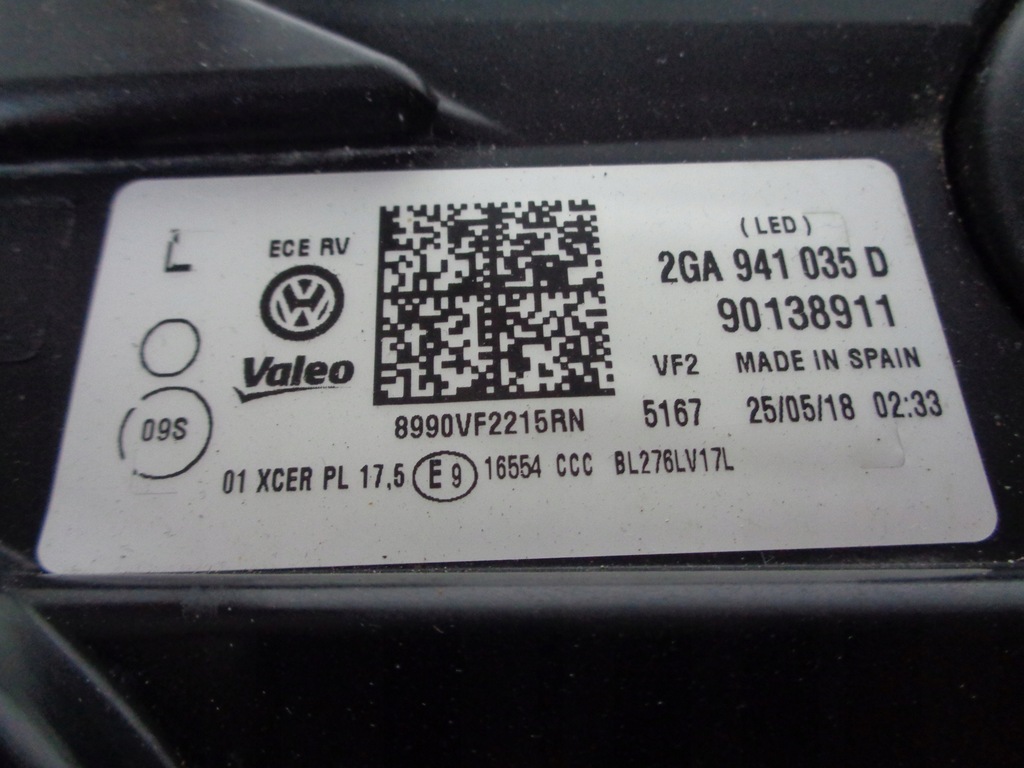 L
ECE RV
(LED)
2GA 941 035 D
90138911
Valeo
VF2 MADE IN SPAIN
8990VF2215RN
5167 25/05/18 02:33
09S
01 XCER PL 17,5 E 9 16554 CCC BL276LV17L